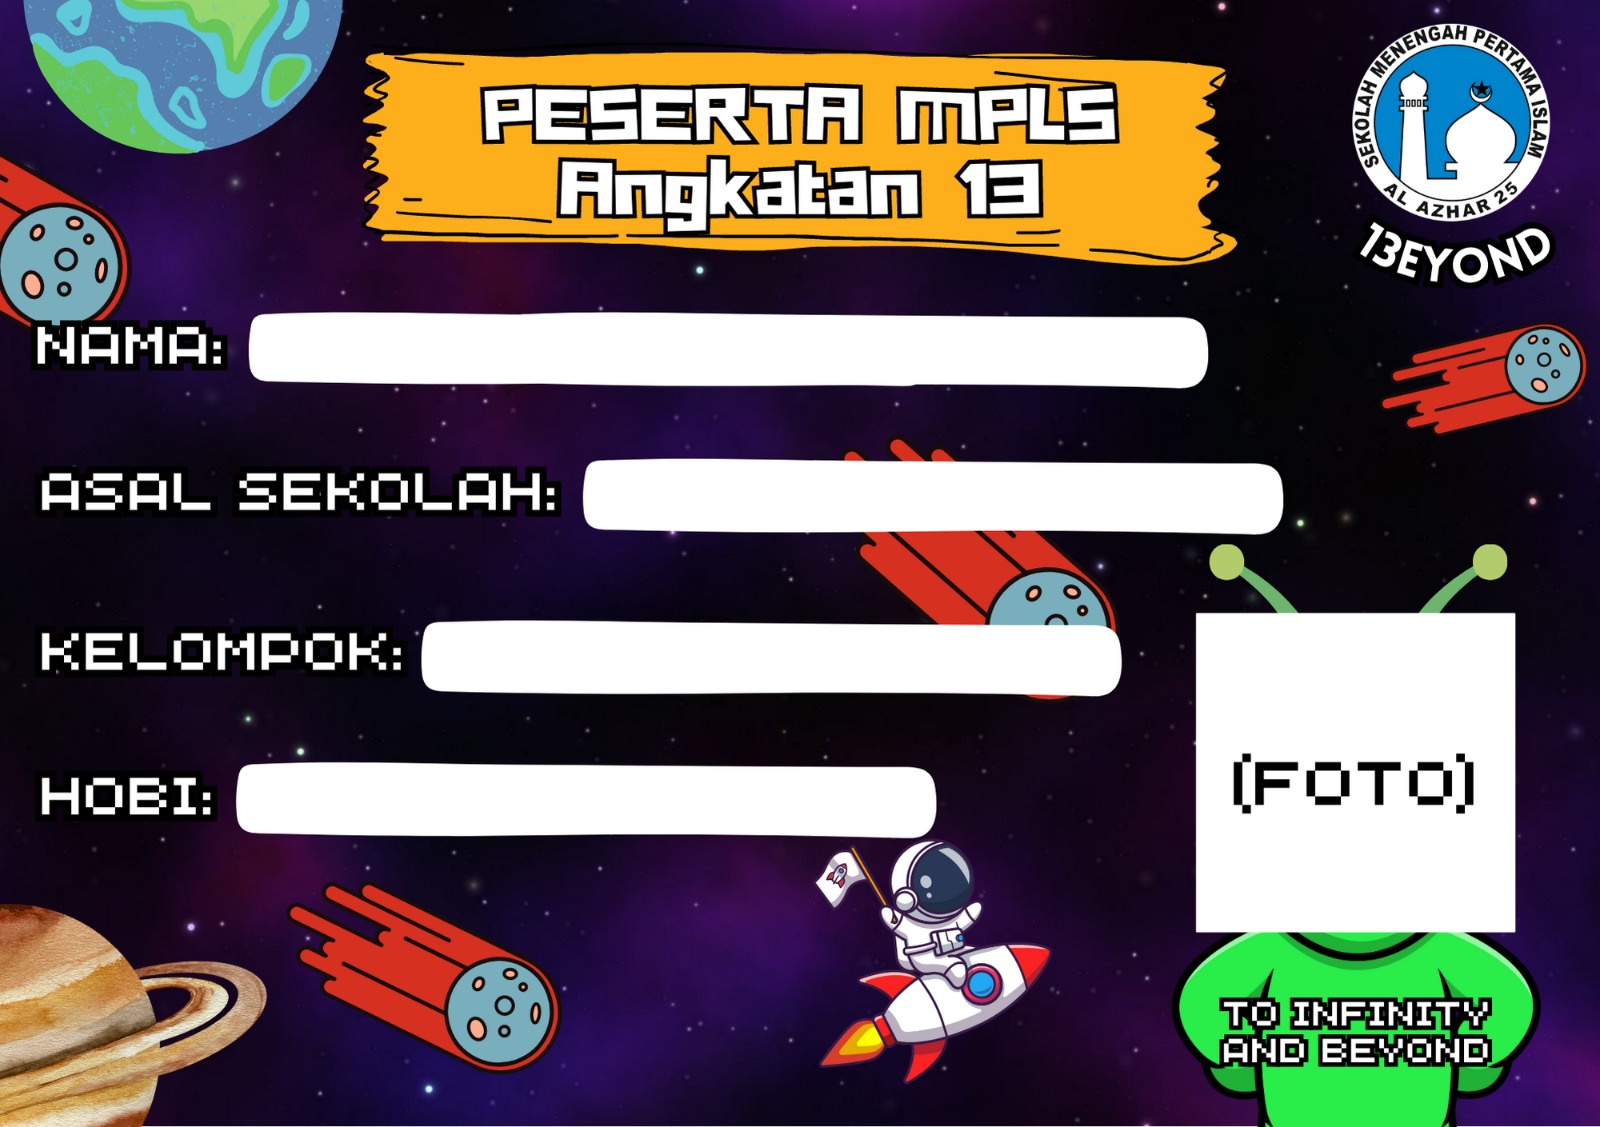 PESERTA MPLS
Angkatan 13
SEKOLAH MENENGAH PERTAMA ISLAM
AL AZHAR 25
13EYOND
NAMA:
ASAL SEKOLAH:
KELOMPOK:
HOBI:
(FOTO)
TO INFINITY
AND BEYOND